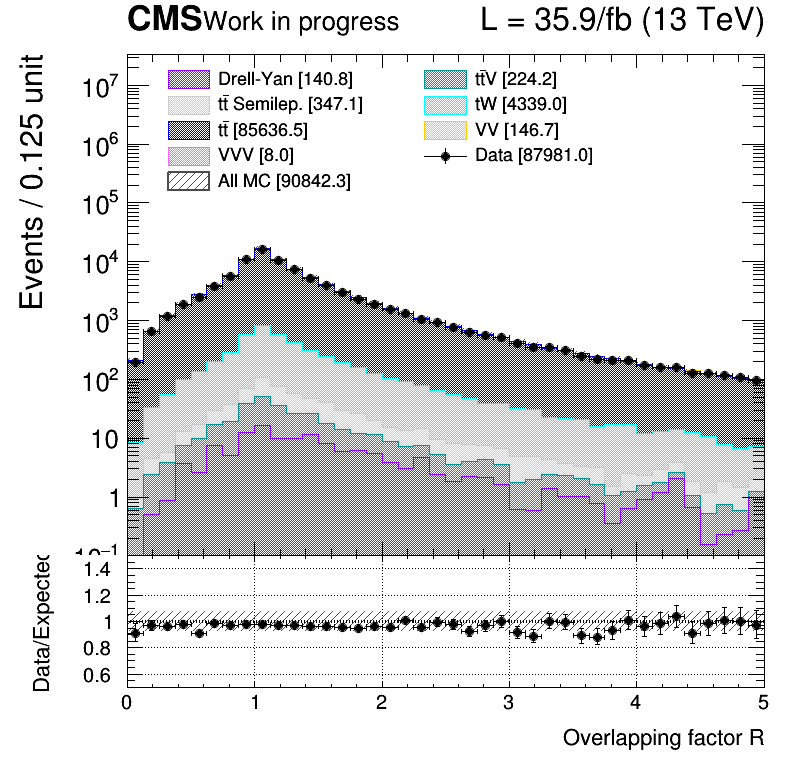 CMS Work in progress L = 35.9/fb (13 TeV)
Events / 0.125 unit
10⁷
10⁶
10⁵
10⁴
10³
10²
10
1
10⁻¹
Drell-Yan [140.8]
tt̄ Semilep. [347.1]
tt̄ [85636.5]
VVV [8.0]
All MC [90842.3]
tt̄V [224.2]
tW [4339.0]
VV [146.7]
Data [87981.0]
Data/Expected
1.4
1.2
1
0.8
0.6
0 1 2 3 4 5
Overlapping factor R